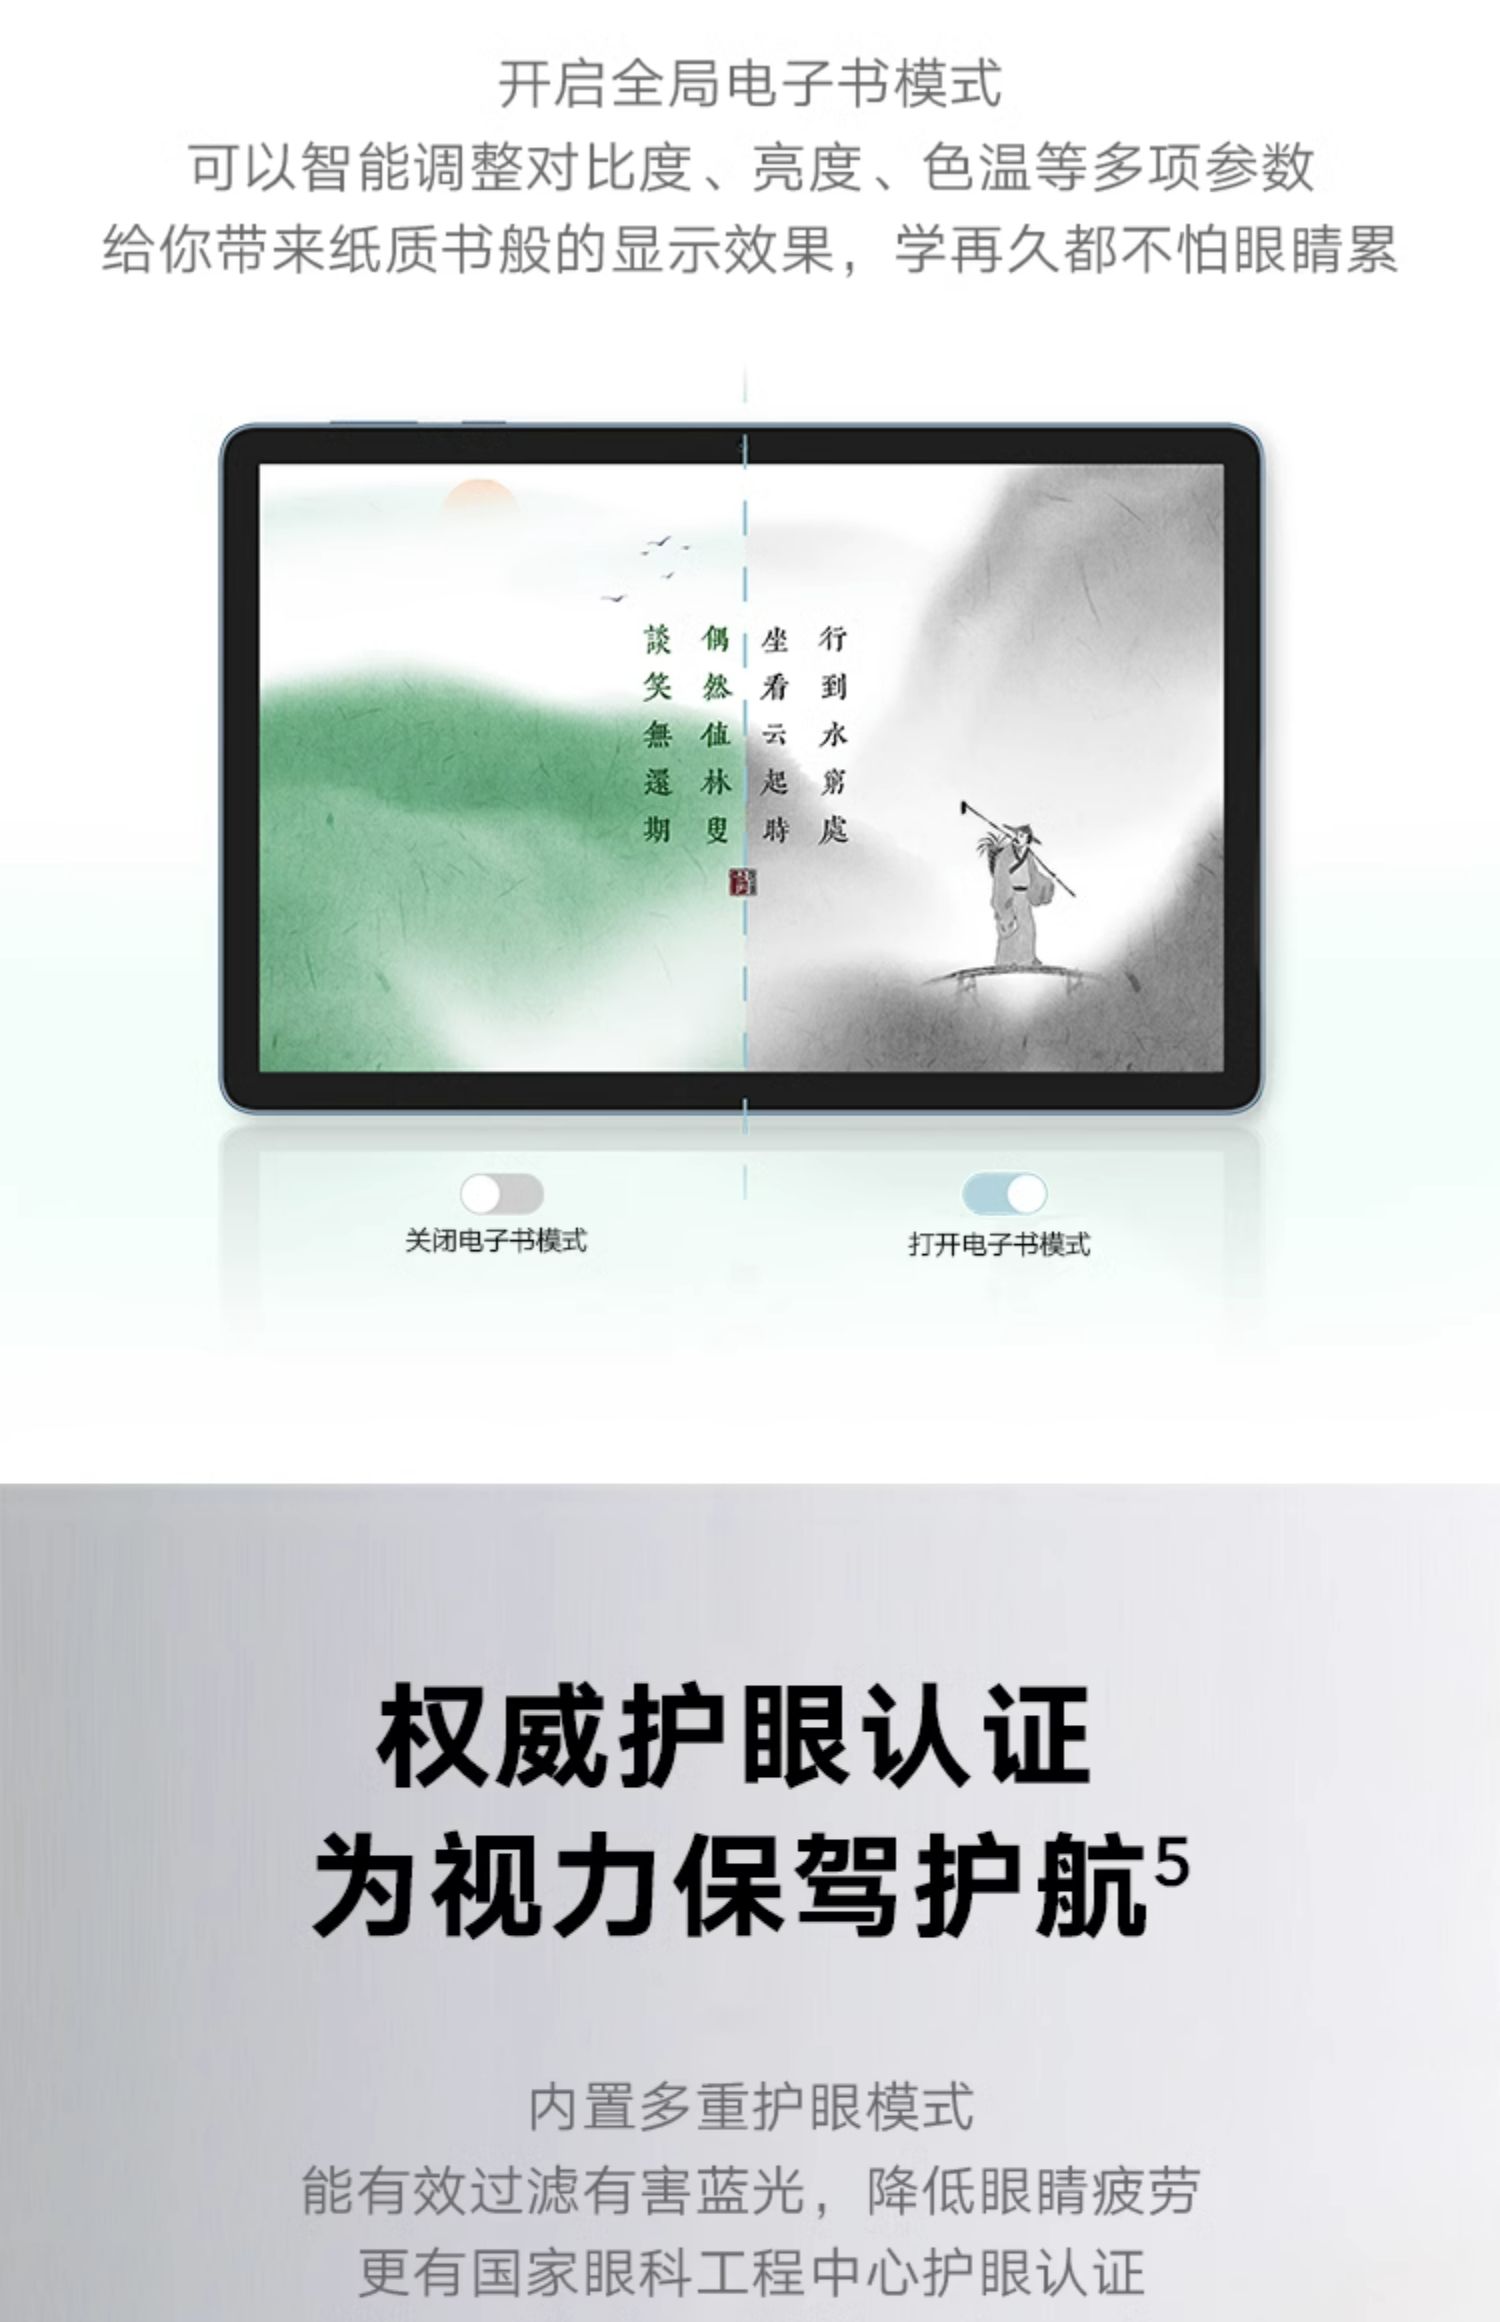 开启全局电子书模式
可以智能调整对比度、亮度、色温等多项参数
给你带来纸质书般的显示效果，学再久都不怕眼睛累
行到水窮處
坐看云起時
偶然值林叟
談笑無還期
关闭电子书模式
打开电子书模式
权威护眼认证
为视力保驾护航5
内置多重护眼模式
能有效过滤有害蓝光，降低眼睛疲劳
更有国家眼科工程中心护眼认证